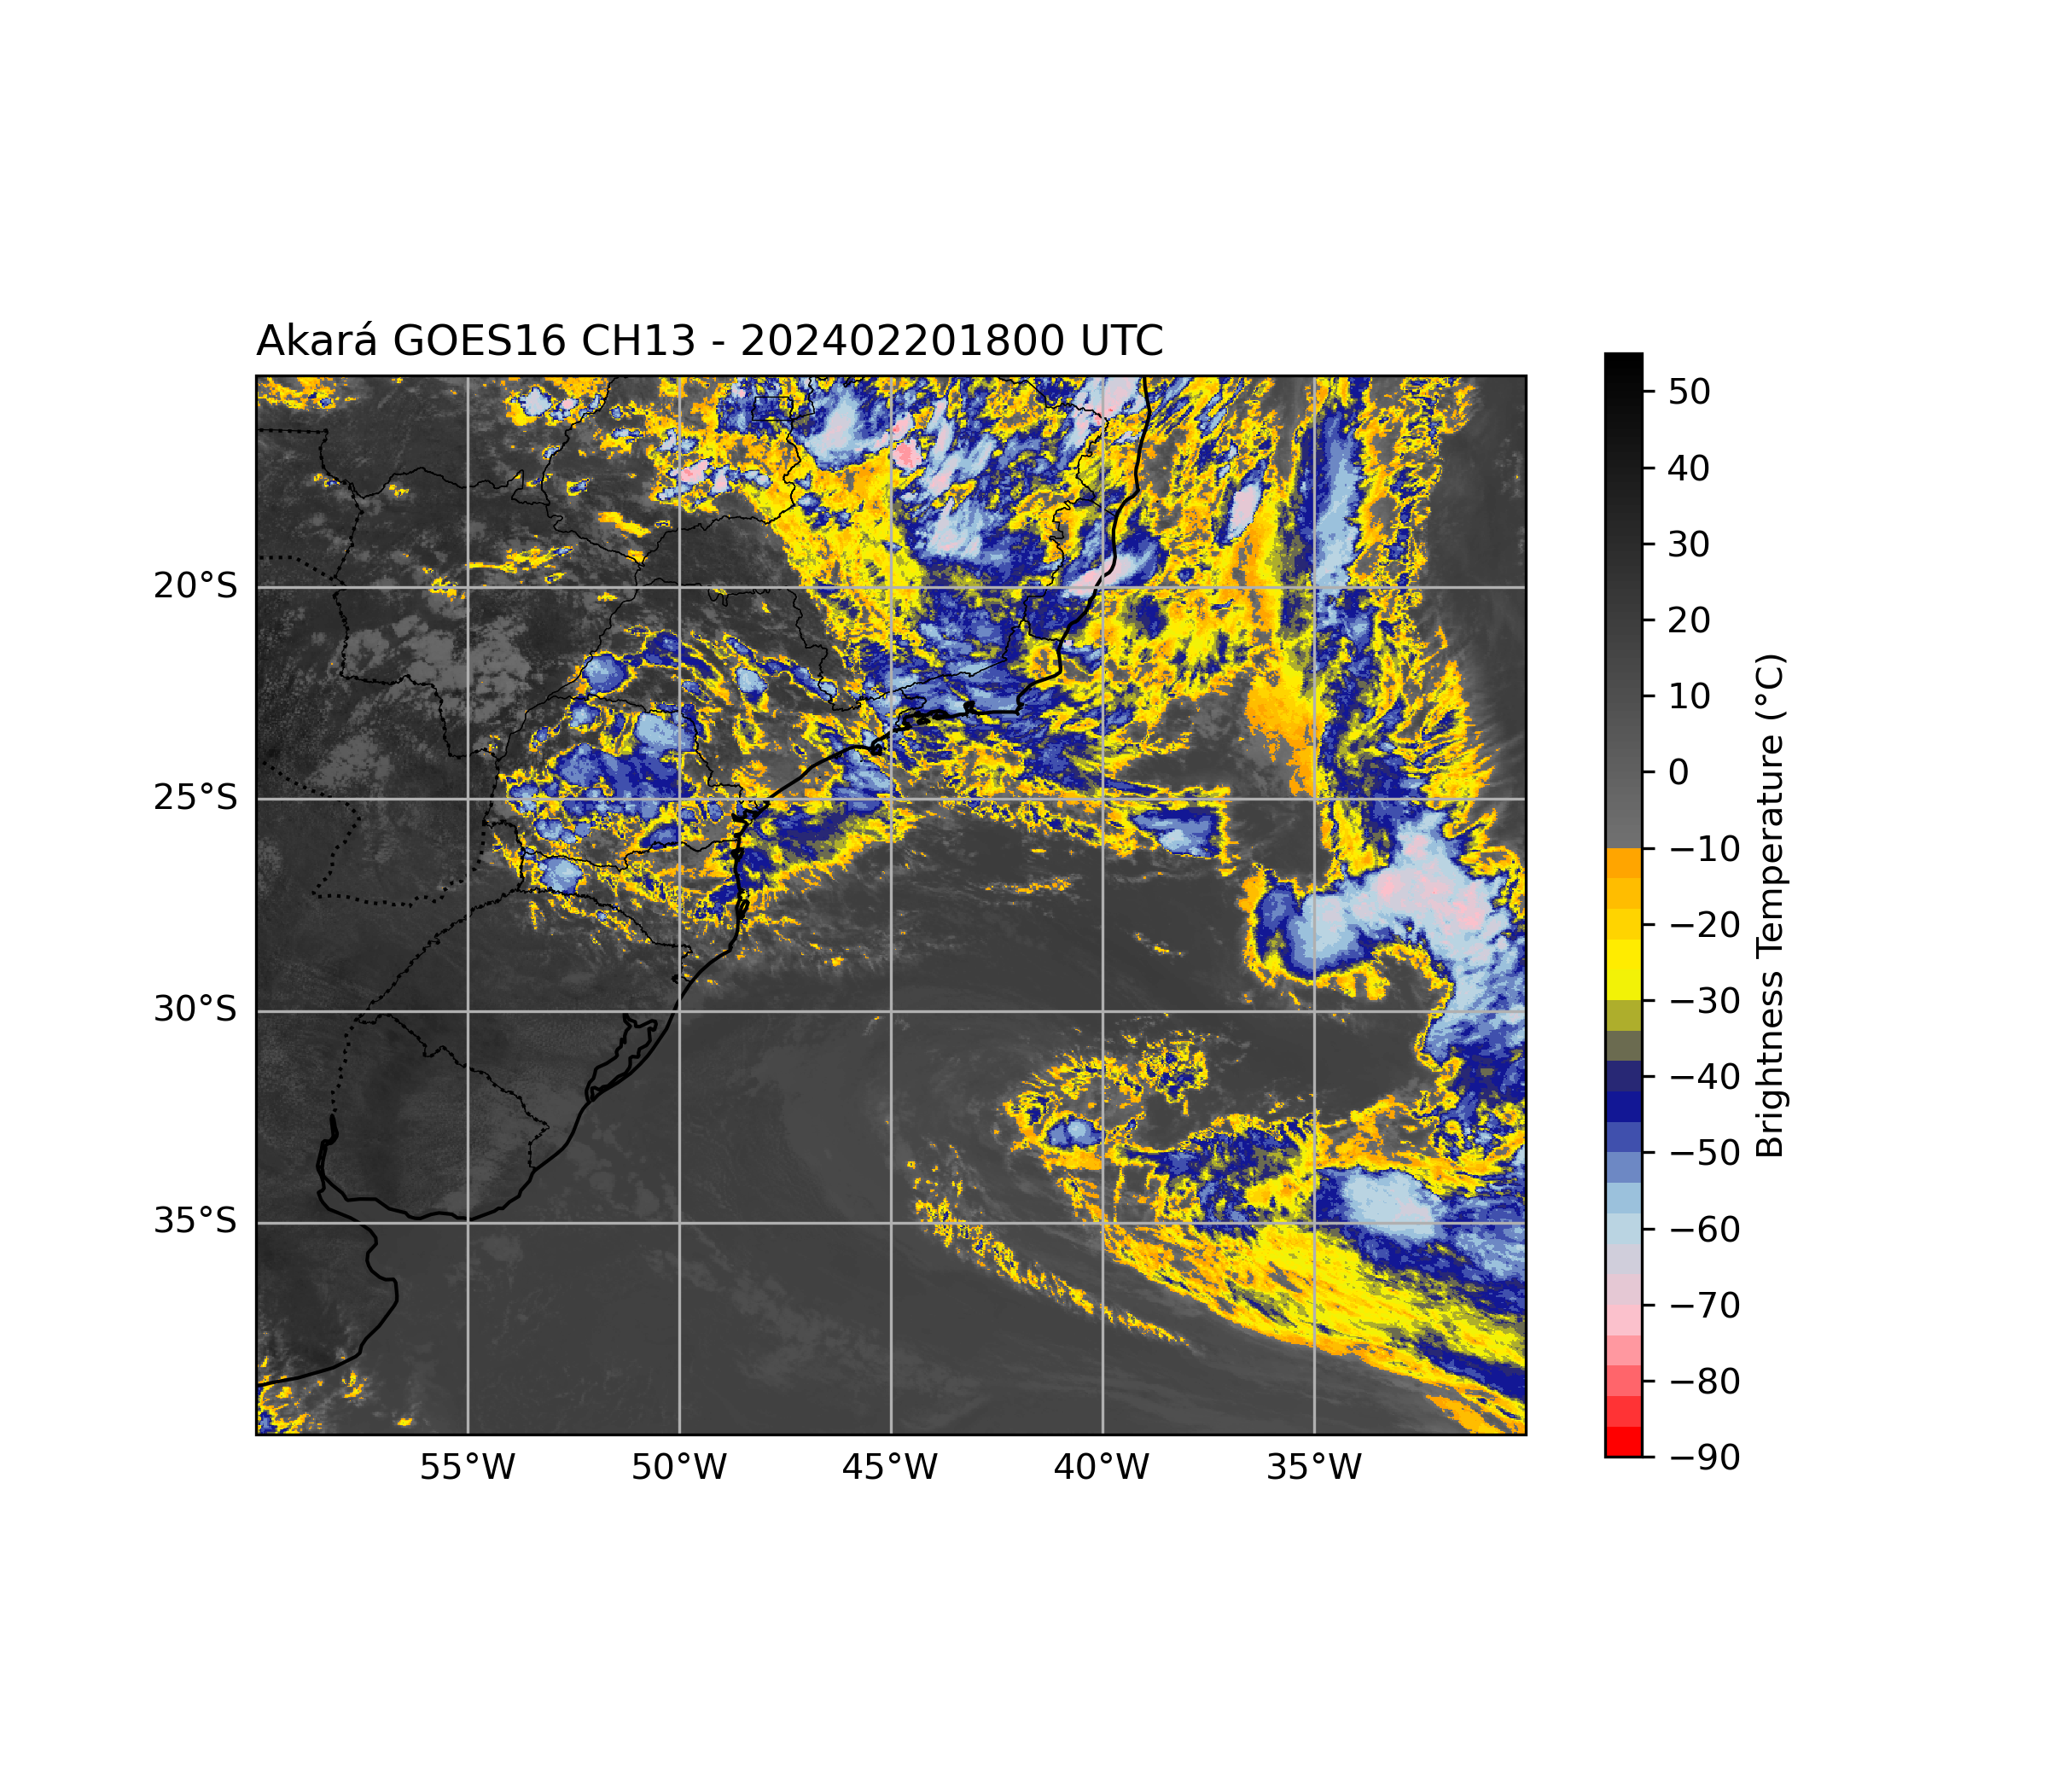 Akará GOES16 CH13 - 202402201800 UTC
20°S
25°S
30°S
35°S
55°W
50°W
45°W
40°W
35°W
50
40
30
20
10
0
−10
−20
−30
−40
−50
−60
−70
−80
−90
Brightness Temperature (°C)